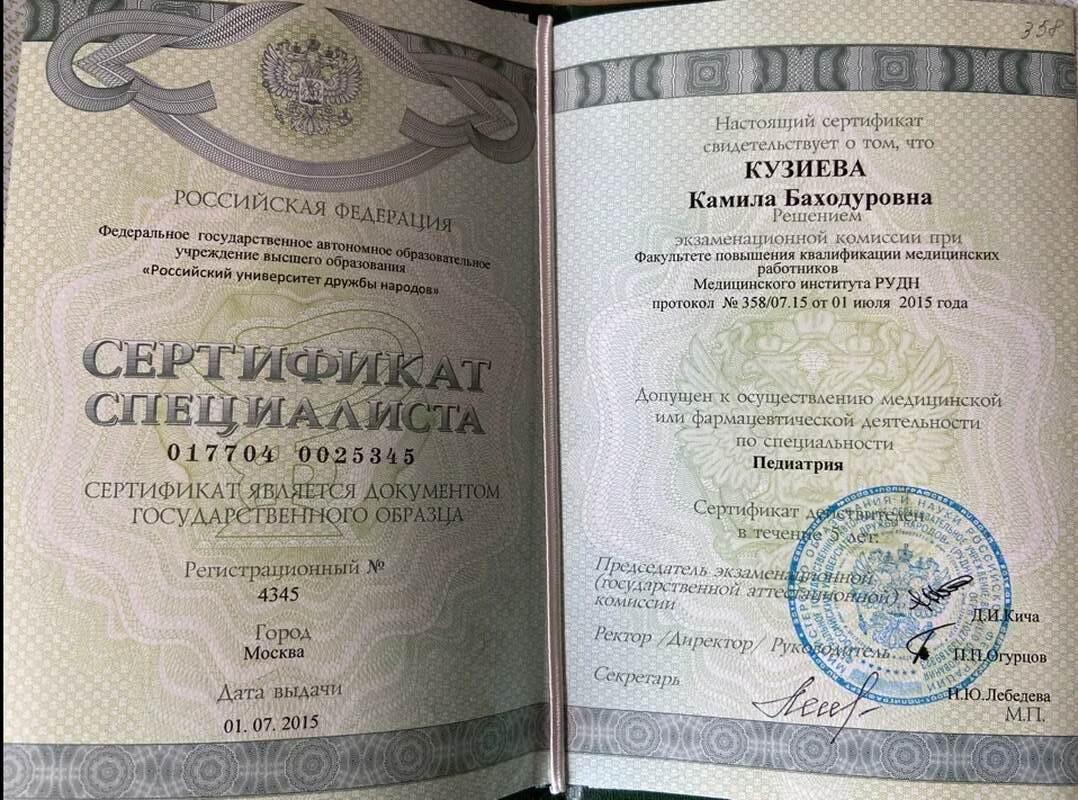 РОССИЙСКАЯ ФЕДЕРАЦИЯ
Федеральное государственное автономное образовательное
учреждение высшего образования
«Российский университет дружбы народов»
СЕРТИФИКАТ
СПЕЦИАЛИСТА
017704 0025345
СЕРТИФИКАТ ЯВЛЯЕТСЯ ДОКУМЕНТОМ
ГОСУДАРСТВЕННОГО ОБРАЗЦА
Регистрационный №
4345
Город
Москва
Дата выдачи
01. 07. 2015
358
Настоящий сертификат
свидетельствует о том, что
КУЗИЕВА
Камила Баходуровна
Решением
экзаменационной комиссии при
Факультете повышения квалификации медицинских
работников
Медицинского института РУДН
протокол № 358/07.15 от 01 июля 2015 года
Допущен к осуществлению медицинской
или фармацевтической деятельности
по специальности
Педиатрия
Сертификат действителен
в течение 5 лет.
Председатель экзаменационной
(государственной аттестационной)
комиссии
Д.И.Кича
Ректор /Директор/ Руководитель
П.П.Огурцов
Секретарь
Н.Ю.Лебедева
М.П.